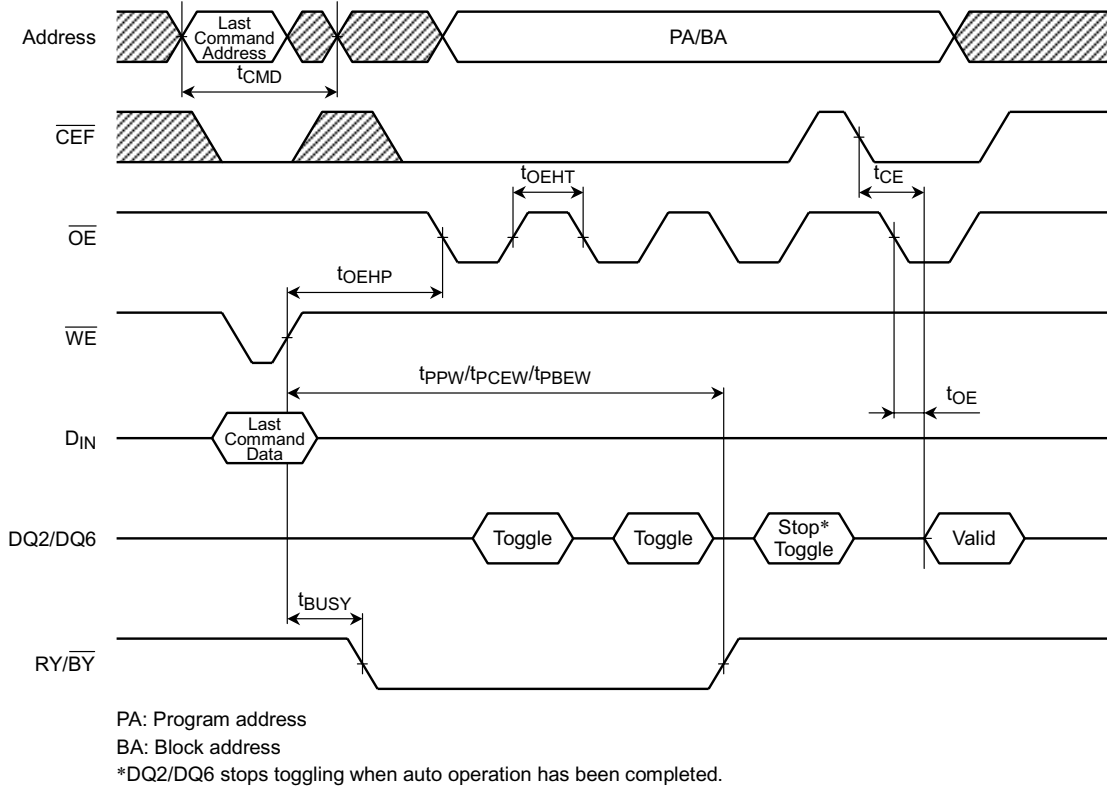 Address
Last
Command
Address
PA/BA
tCMD
CEF
tCE
tOEHT
OE
tOEHP
WE
tPPW/tPCEW/tPBEW
tOE
DIN
Last
Command
Data
DQ2/DQ6
Toggle
Toggle
Stop*
Toggle
Valid
tBUSY
RY/BY
PA: Program address
BA: Block address
*DQ2/DQ6 stops toggling when auto operation has been completed.